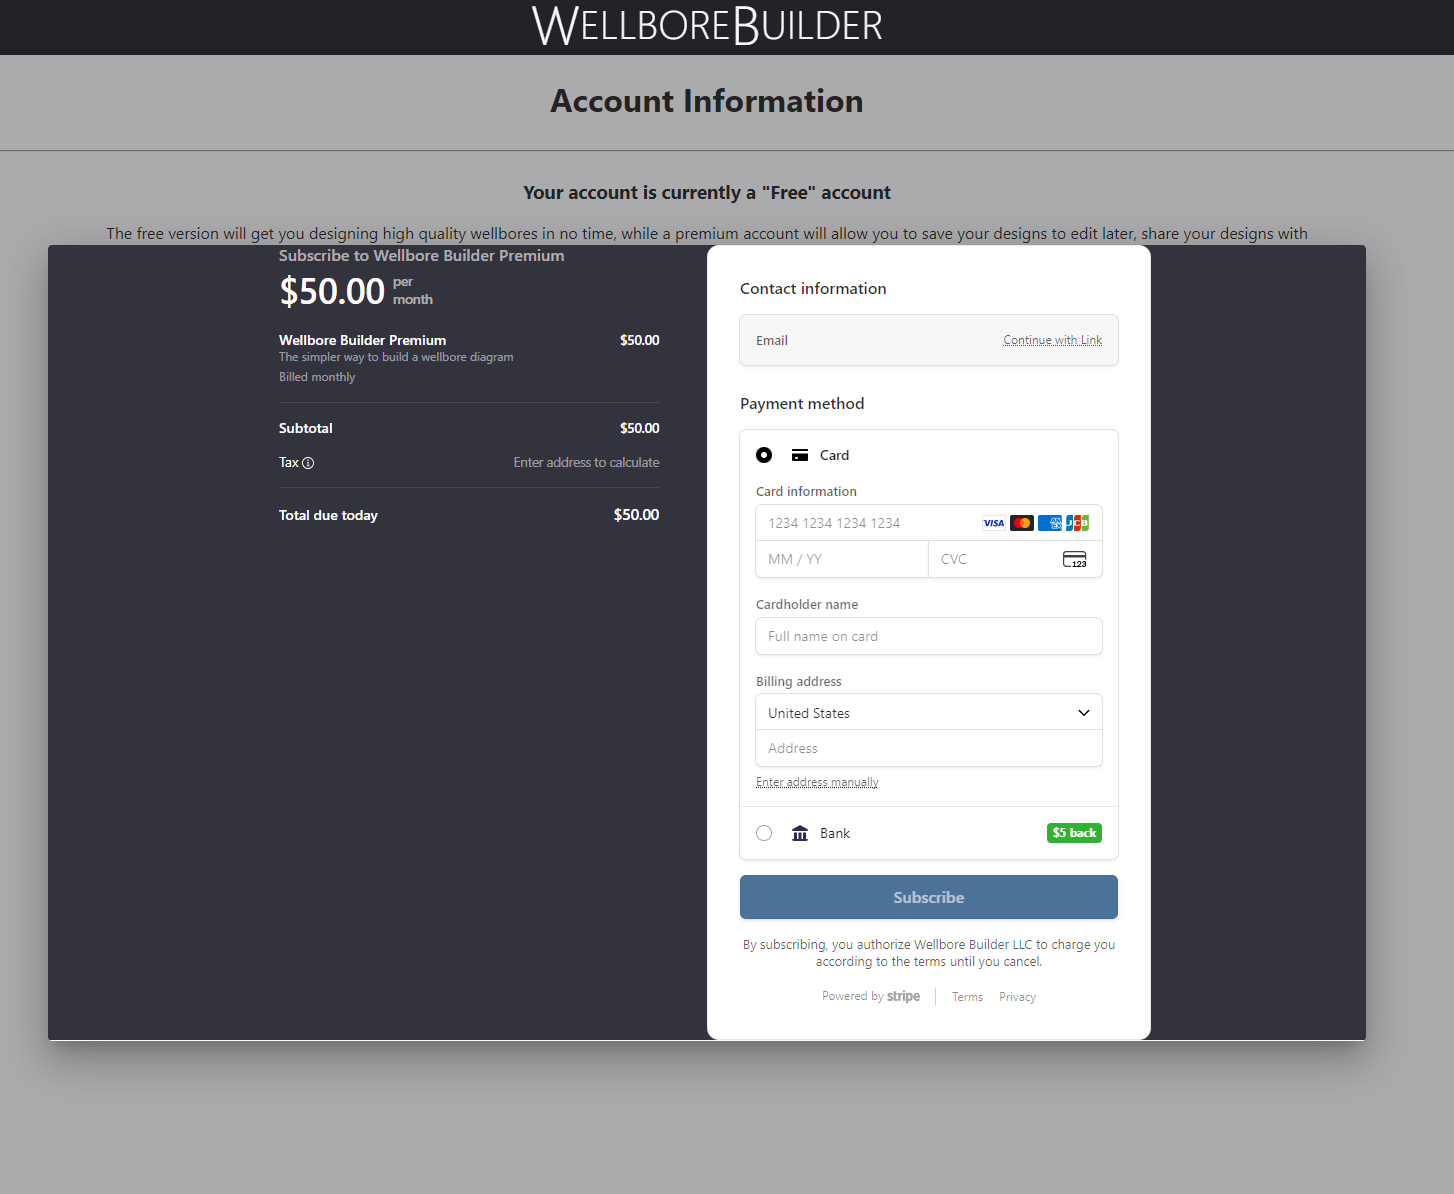 WELLBOREBUILDER
Account Information
Your account is currently a "Free" account
The free version will get you designing high quality wellbores in no time, while a premium account will allow you to save your designs to edit later, share your designs with
Subscribe to Wellbore Builder Premium
$50.00 per month
Wellbore Builder Premium $50.00
The simpler way to build a wellbore diagram
Billed monthly
Subtotal $50.00
Tax Enter address to calculate
Total due today $50.00
Contact information
Email Continue with Link
Payment method
Card
Card information
1234 1234 1234 1234 VISA AMEX JCB
MM / YY CVC 123
Cardholder name
Full name on card
Billing address
United States
Address
Enter address manually
Bank $5 back
Subscribe
By subscribing, you authorize Wellbore Builder LLC to charge you
according to the terms until you cancel.
Powered by stripe Terms Privacy